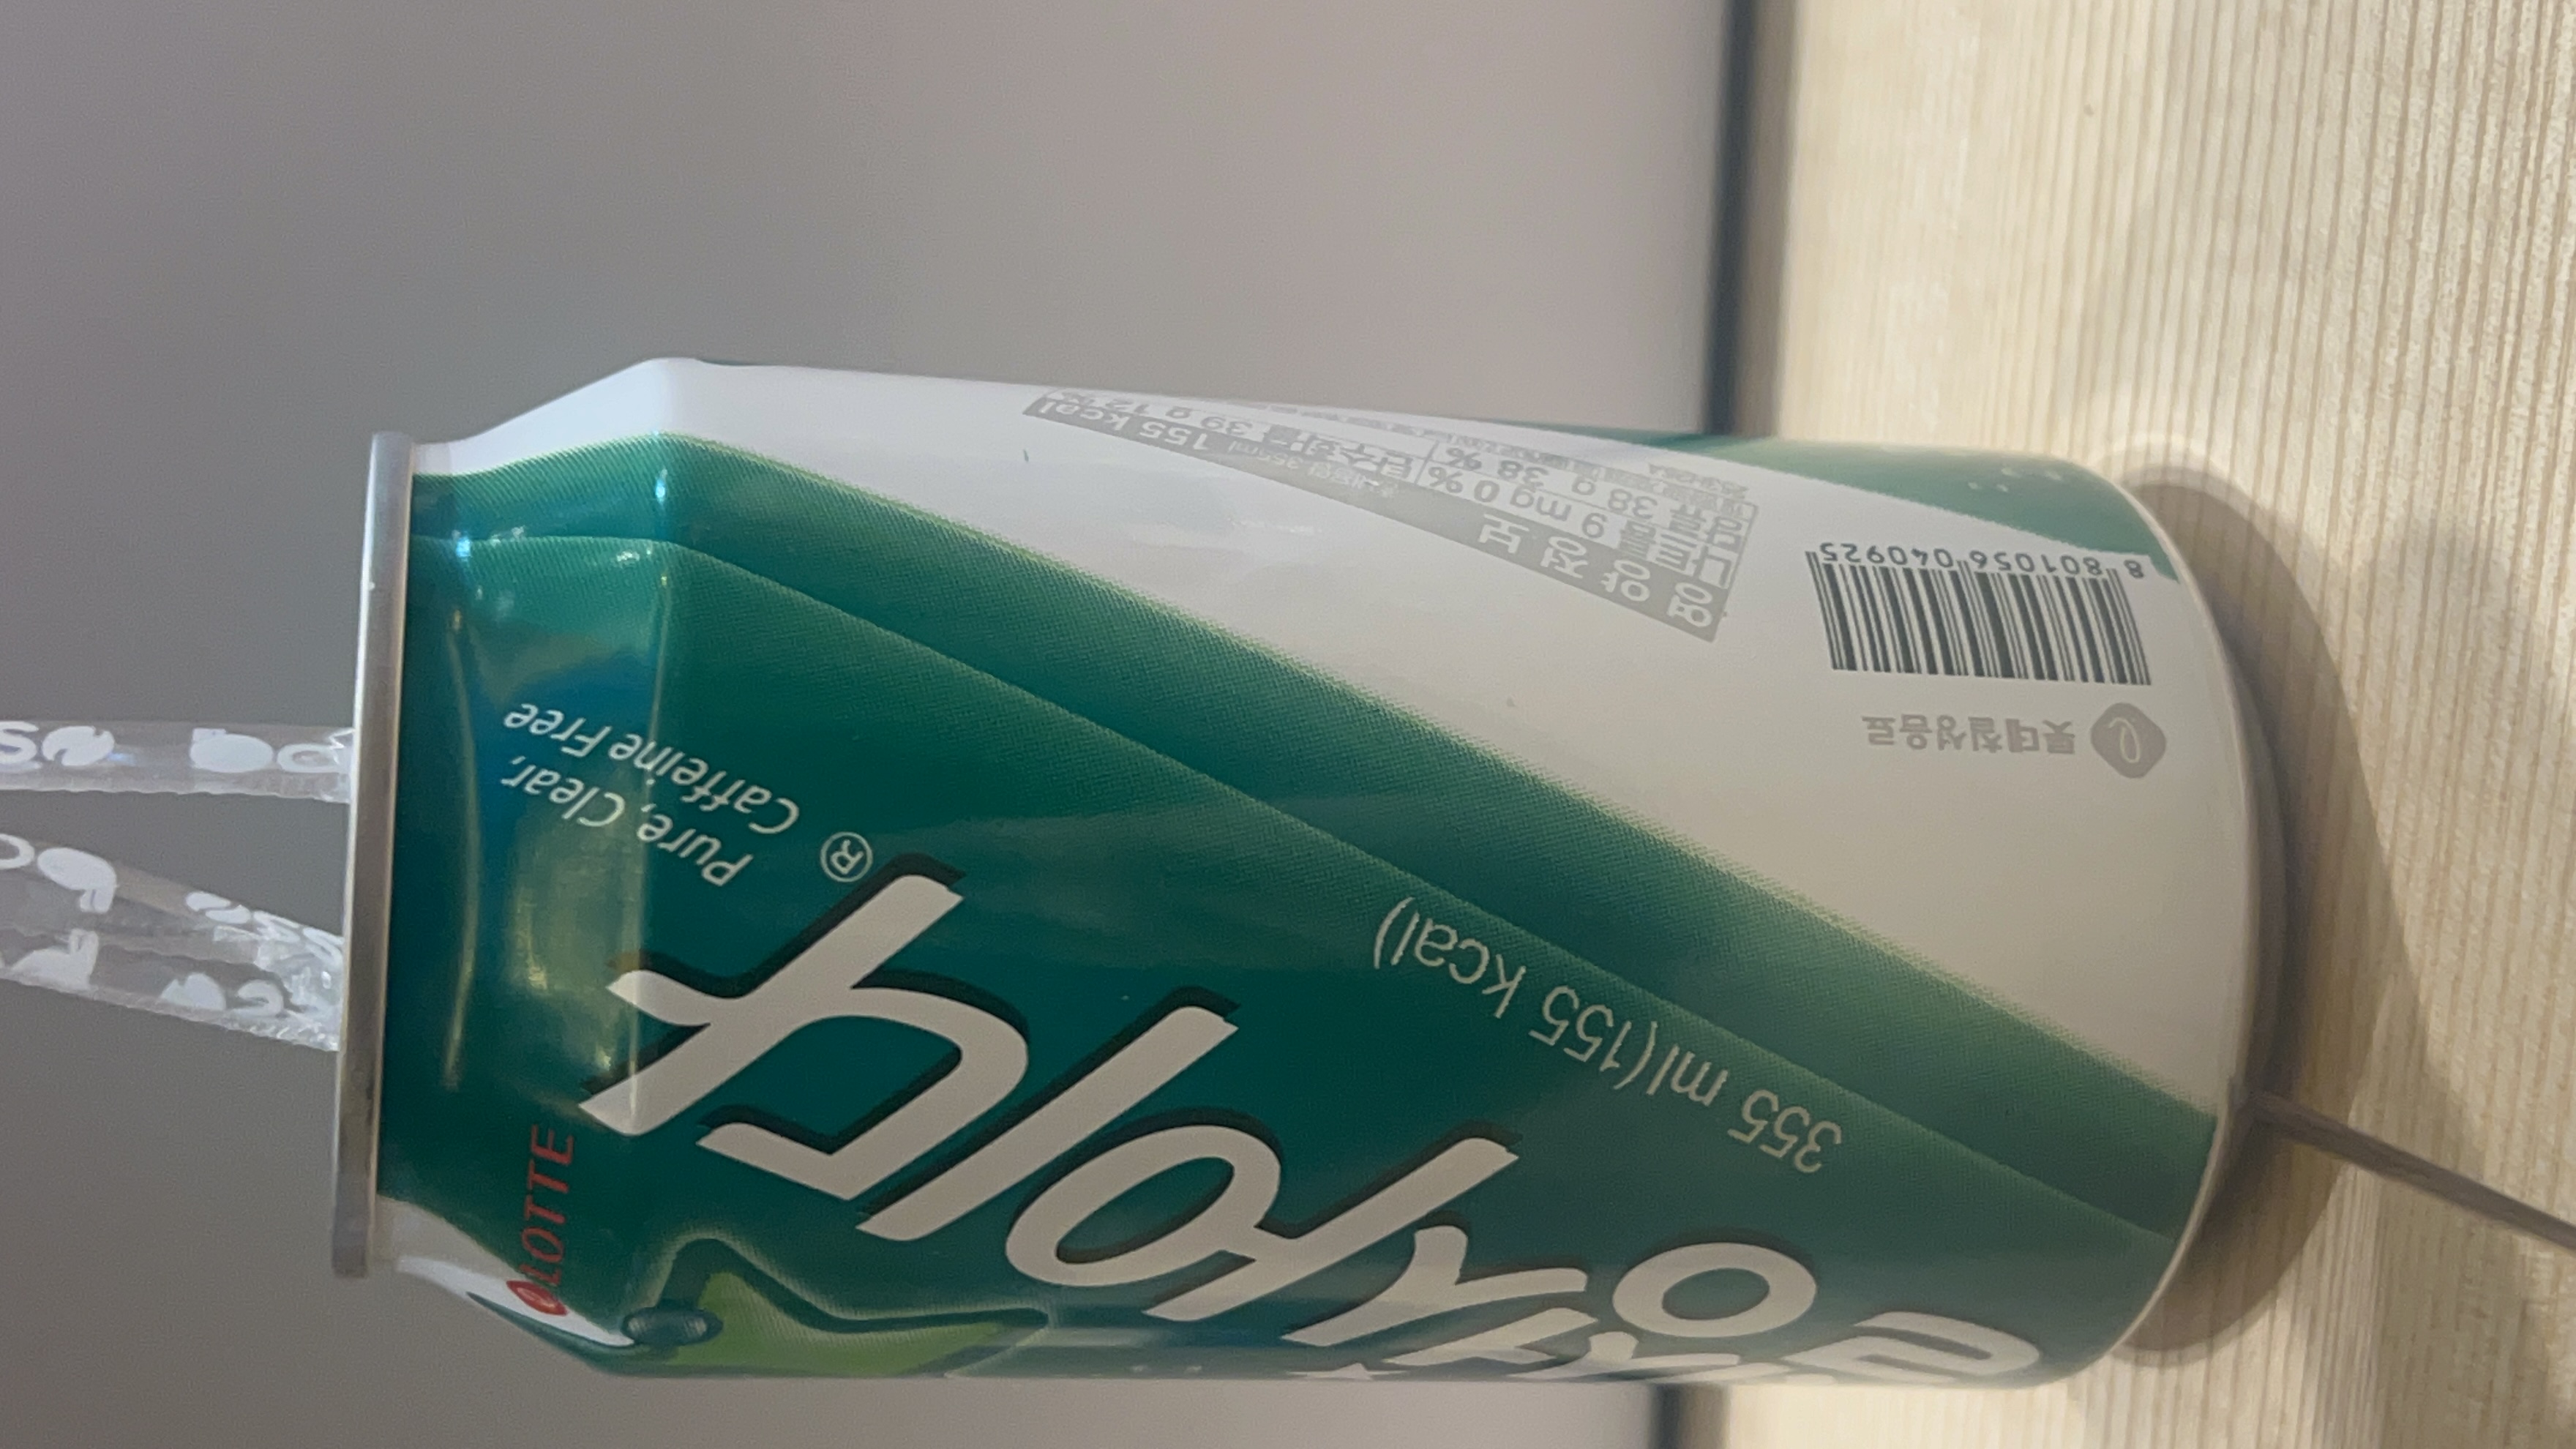 LOTTE
칠성사이다®
Pure, Clear,
Caffeine Free
355 ml(155 kcal)
영양정보 355ml 155 kcal
나트륨 9 mg 0 % 탄수화물 39 g 12 %
당류 38 g 38 %
롯데칠성음료
8 801056 040925